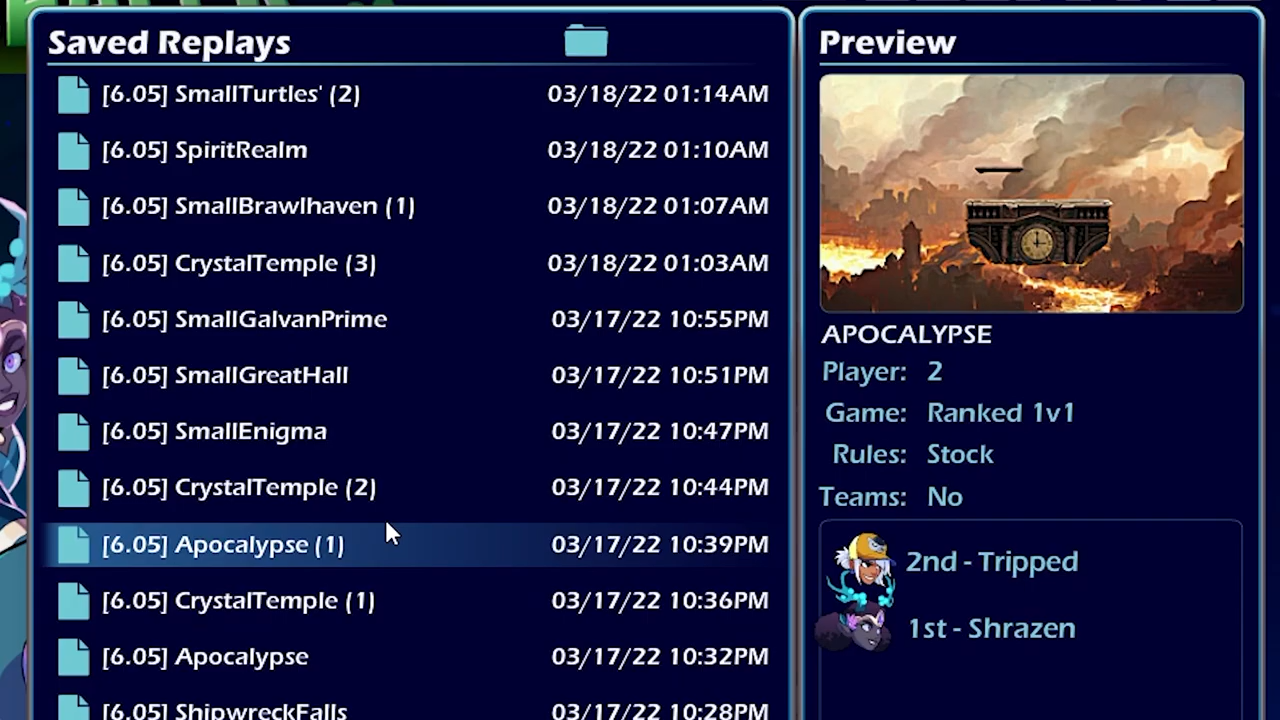 Saved Replays
[6.05] SmallTurtles' (2) 03/18/22 01:14AM
[6.05] SpiritRealm 03/18/22 01:10AM
[6.05] SmallBrawlhaven (1) 03/18/22 01:07AM
[6.05] CrystalTemple (3) 03/18/22 01:03AM
[6.05] SmallGalvanPrime 03/17/22 10:55PM
[6.05] SmallGreatHall 03/17/22 10:51PM
[6.05] SmallEnigma 03/17/22 10:47PM
[6.05] CrystalTemple (2) 03/17/22 10:44PM
[6.05] Apocalypse (1) 03/17/22 10:39PM
[6.05] CrystalTemple (1) 03/17/22 10:36PM
[6.05] Apocalypse 03/17/22 10:32PM
[6.05] ShipwreckFalls 03/17/22 10:28PM
Preview
APOCALYPSE
Player: 2
Game: Ranked 1v1
Rules: Stock
Teams: No
2nd - Tripped
1st - Shrazen